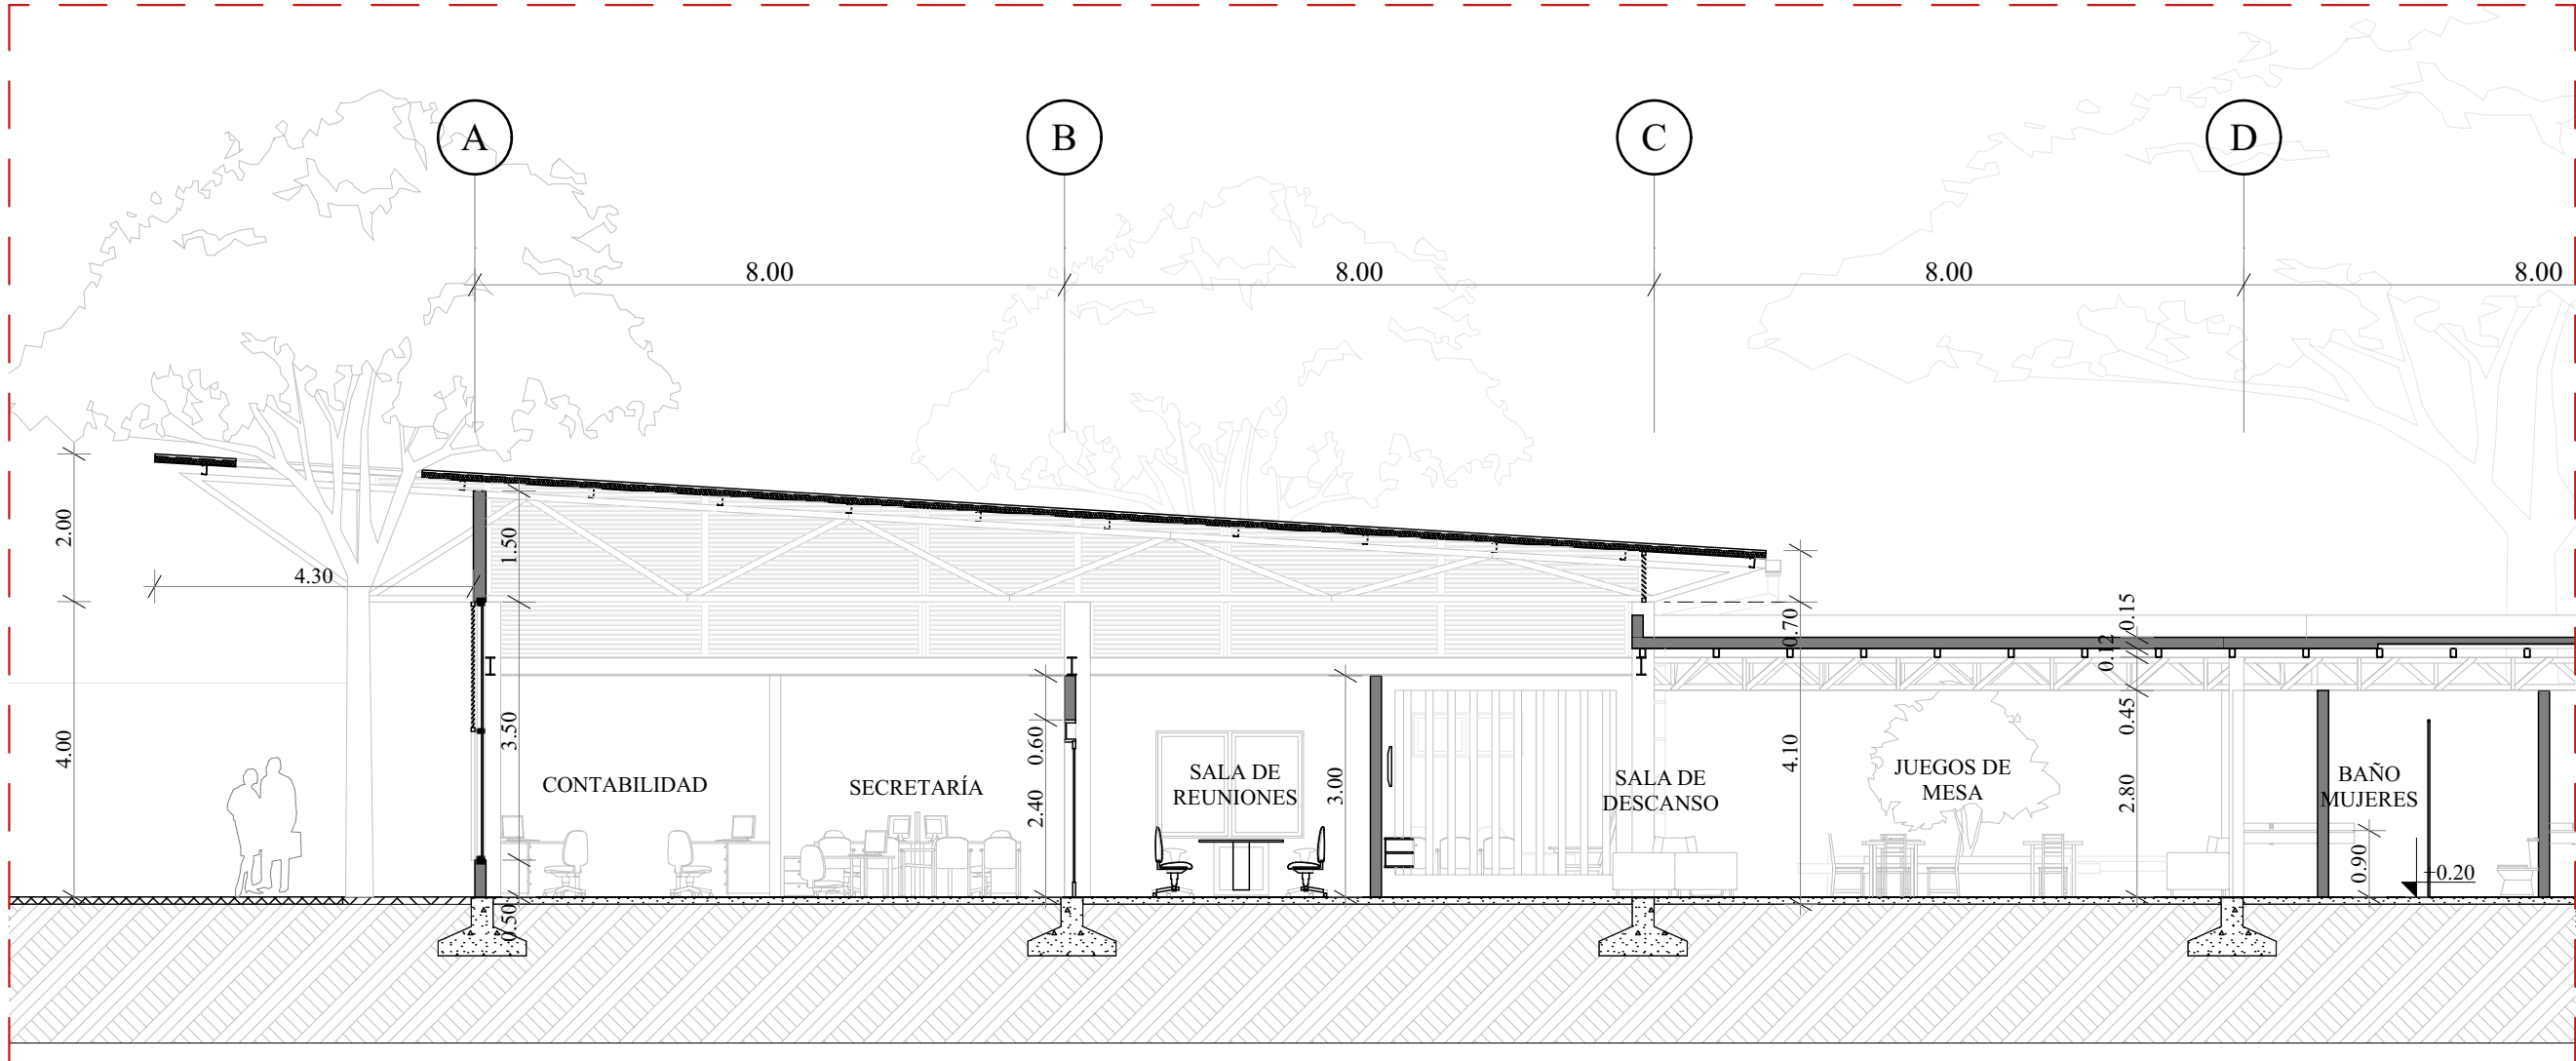 A
B
C
D
8.00
8.00
8.00
8.00
2.00
4.00
4.30
1.50
3.50
0.50
CONTABILIDAD
SECRETARÍA
0.60
2.40
SALA DE
REUNIONES
3.00
SALA DE
DESCANSO
0.70
4.10
JUEGOS DE
MESA
0.15
0.12
0.45
2.80
BAÑO
MUJERES
0.90
+0.20